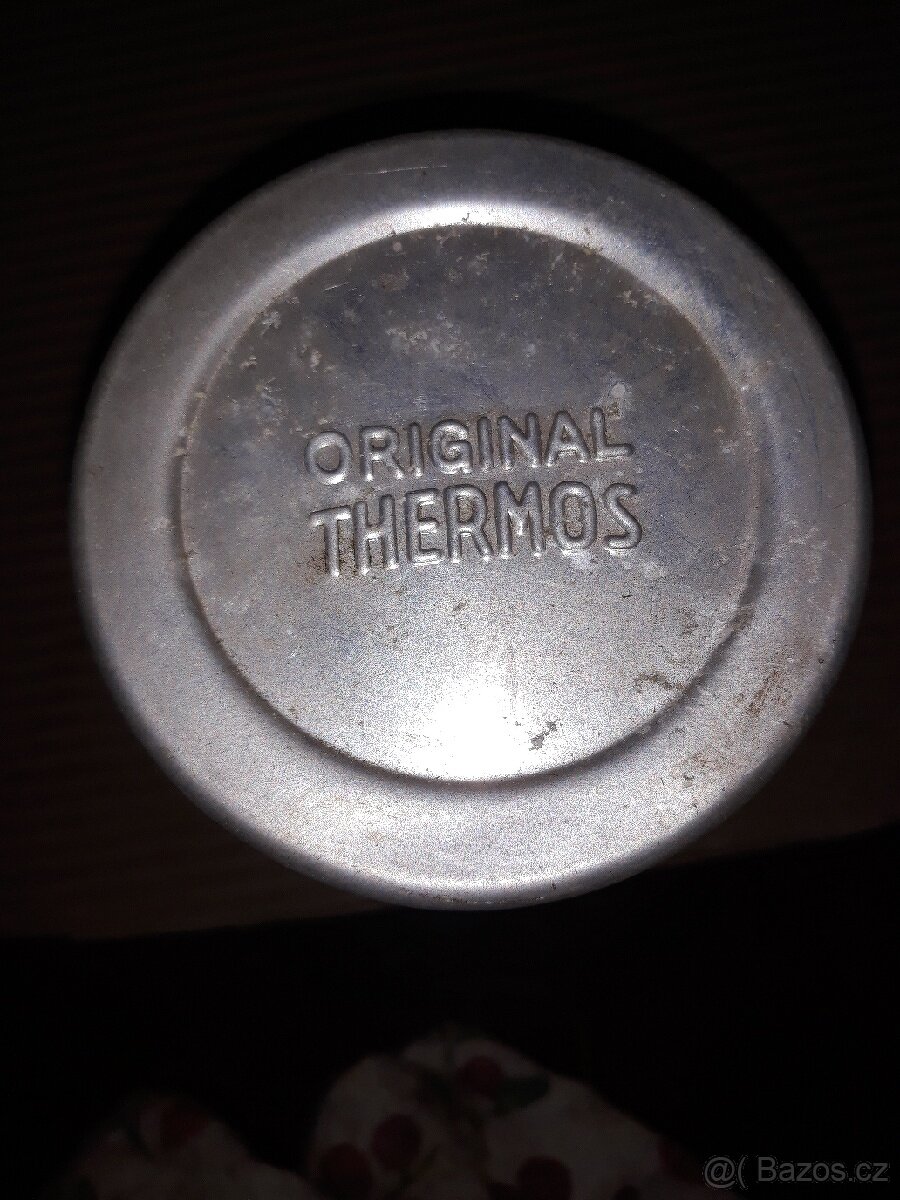 ORIGINAL
THERMOS
@( Bazos.cz